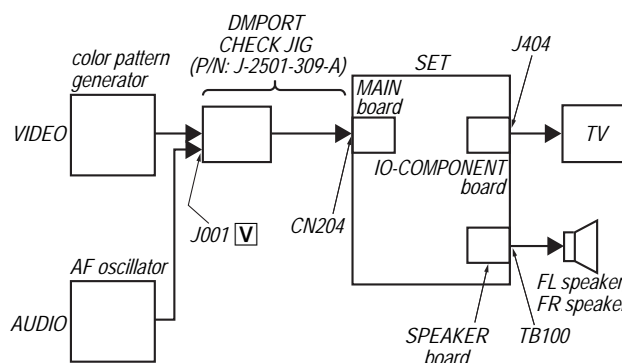 DMPORT
CHECK JIG
(P/N: J-2501-309-A)
color pattern
generator
VIDEO
SET
J404
MAIN
board
TV
IO-COMPONENT
board
J001 V
CN204
AF oscillator
AUDIO
FL speaker
FR speaker
SPEAKER
board
TB100